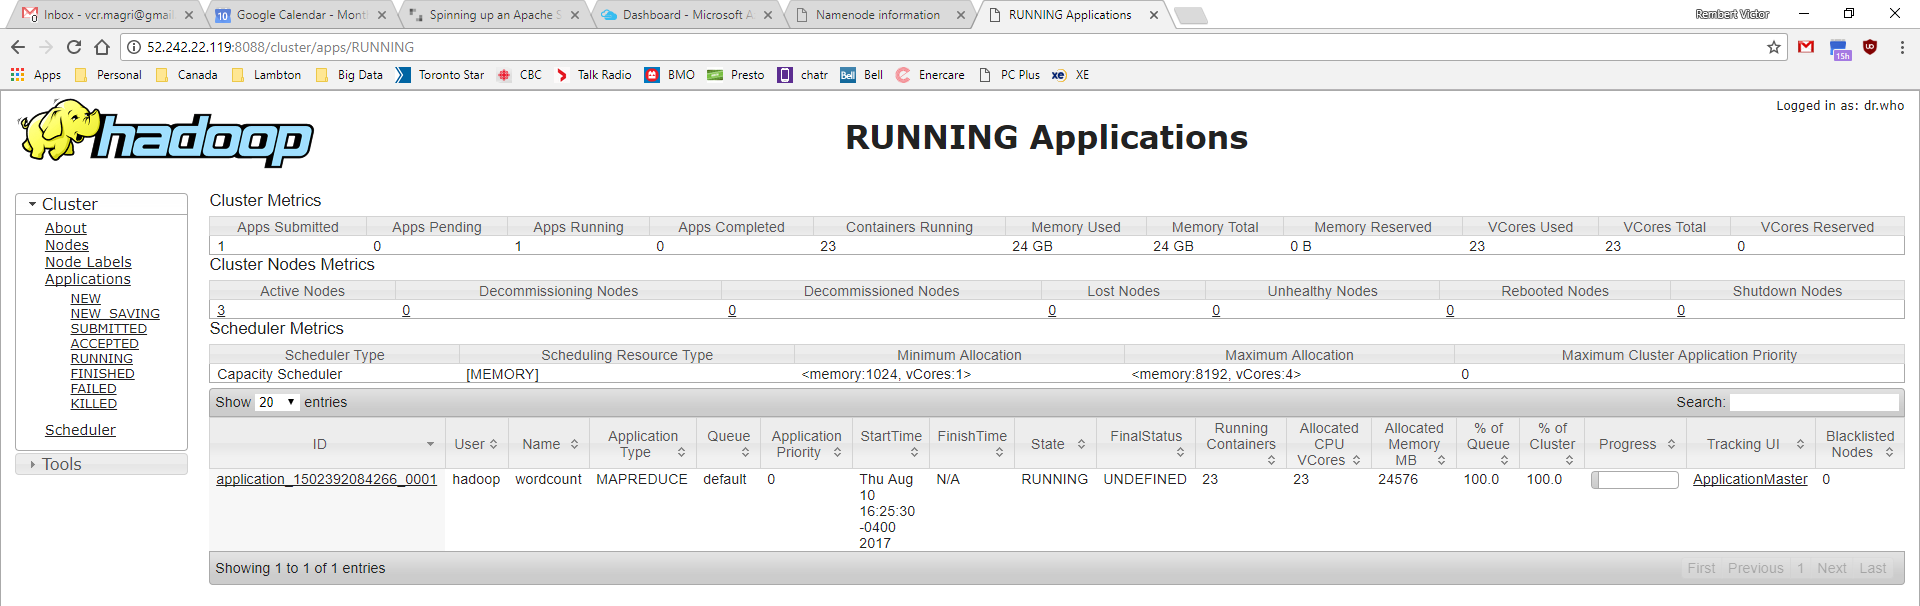 Inbox - vcr.magri@gmai
Google Calendar - Mont
Spinning up an Apache S
Dashboard - Microsoft A
Namenode information
RUNNING Applications
Rembert Victor
52.242.22.119:8088/cluster/apps/RUNNING
Apps Personal Canada Lambton Big Data Toronto Star CBC Talk Radio BMO Presto chatr Bell Enercare PC Plus XE
15h
hadoop
RUNNING Applications
Logged in as: dr.who
Cluster
About
Nodes
Node Labels
Applications
NEW
NEW_SAVING
SUBMITTED
ACCEPTED
RUNNING
FINISHED
FAILED
KILLED
Scheduler
Tools
Cluster Metrics
Apps Submitted Apps Pending Apps Running Apps Completed Containers Running Memory Used Memory Total Memory Reserved VCores Used VCores Total VCores Reserved
1 0 1 0 23 24 GB 24 GB 0 B 23 23 0
Cluster Nodes Metrics
Active Nodes Decommissioning Nodes Decommissioned Nodes Lost Nodes Unhealthy Nodes Rebooted Nodes Shutdown Nodes
3 0 0 0 0 0 0
Scheduler Metrics
Scheduler Type Scheduling Resource Type Minimum Allocation Maximum Allocation Maximum Cluster Application Priority
Capacity Scheduler [MEMORY] <memory:1024, vCores:1> <memory:8192, vCores:4> 0
Show 20 entries Search:
ID User Name Application Type Queue Application Priority StartTime FinishTime State FinalStatus Running Containers Allocated CPU VCores Allocated Memory MB % of Queue % of Cluster Progress Tracking UI Blacklisted Nodes
application_1502392084266_0001 hadoop wordcount MAPREDUCE default 0 Thu Aug 10 16:25:30 -0400 2017 N/A RUNNING UNDEFINED 23 23 24576 100.0 100.0 ApplicationMaster 0
Showing 1 to 1 of 1 entries First Previous 1 Next Last